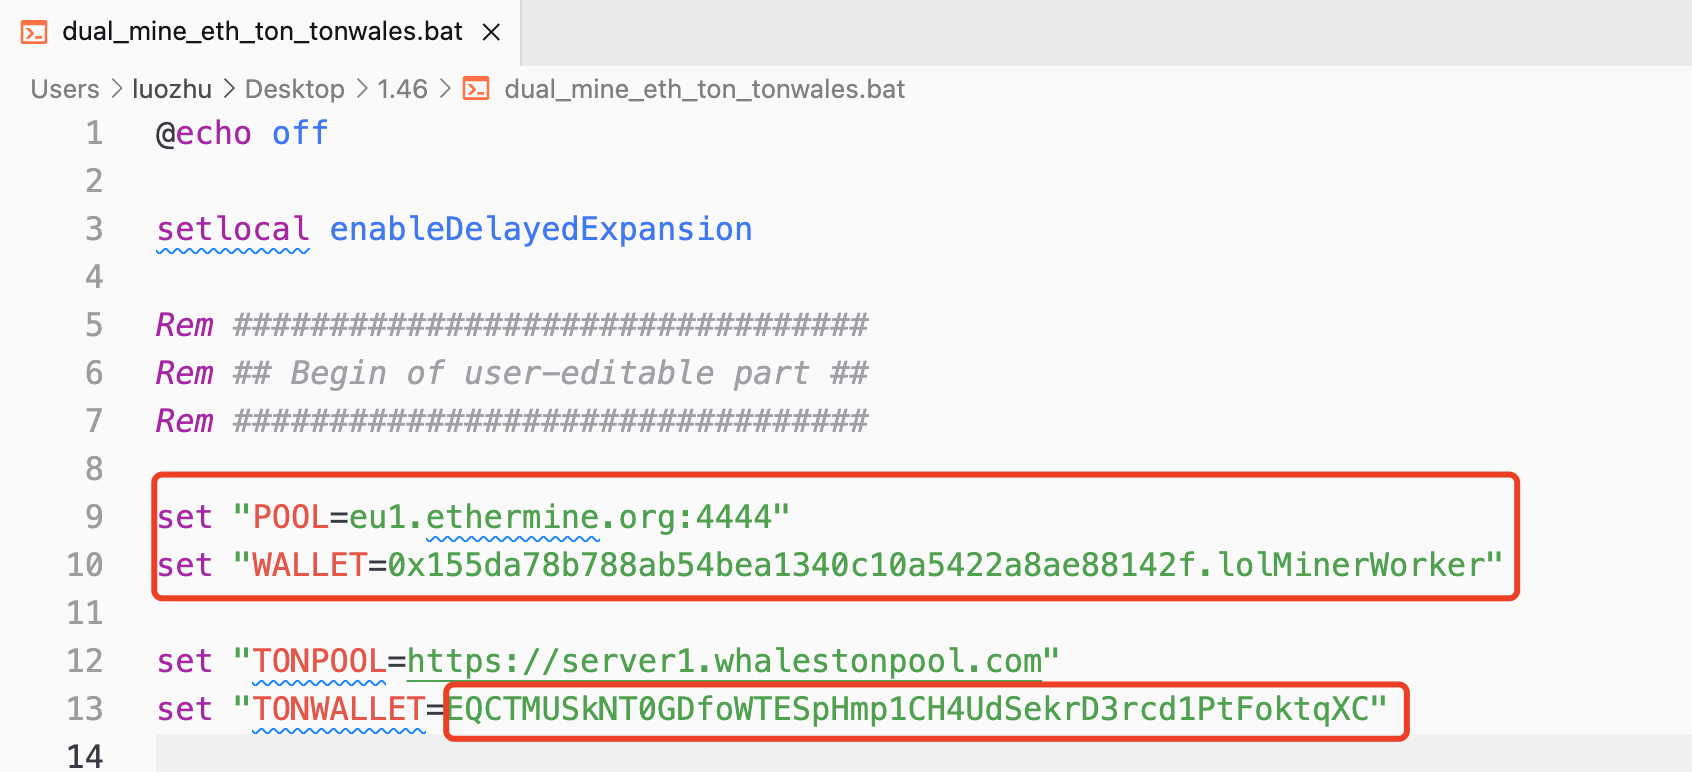 dual_mine_eth_ton_tonwales.bat
Users > luozhu > Desktop > 1.46 > dual_mine_eth_ton_tonwales.bat
1 @echo off
2
3 setlocal enableDelayedExpansion
4
5 Rem #################################
6 Rem ## Begin of user-editable part ##
7 Rem #################################
8
9 set "POOL=eu1.ethermine.org:4444"
10 set "WALLET=0x155da78b788ab54bea1340c10a5422a8ae88142f.lolMinerWorker"
11
12 set "TONPOOL=https://server1.whalestonpool.com"
13 set "TONWALLET=EQCTMUSkNT0GDfoWTESpHmp1CH4UdSekrD3rcd1PtFoktqXC"
14